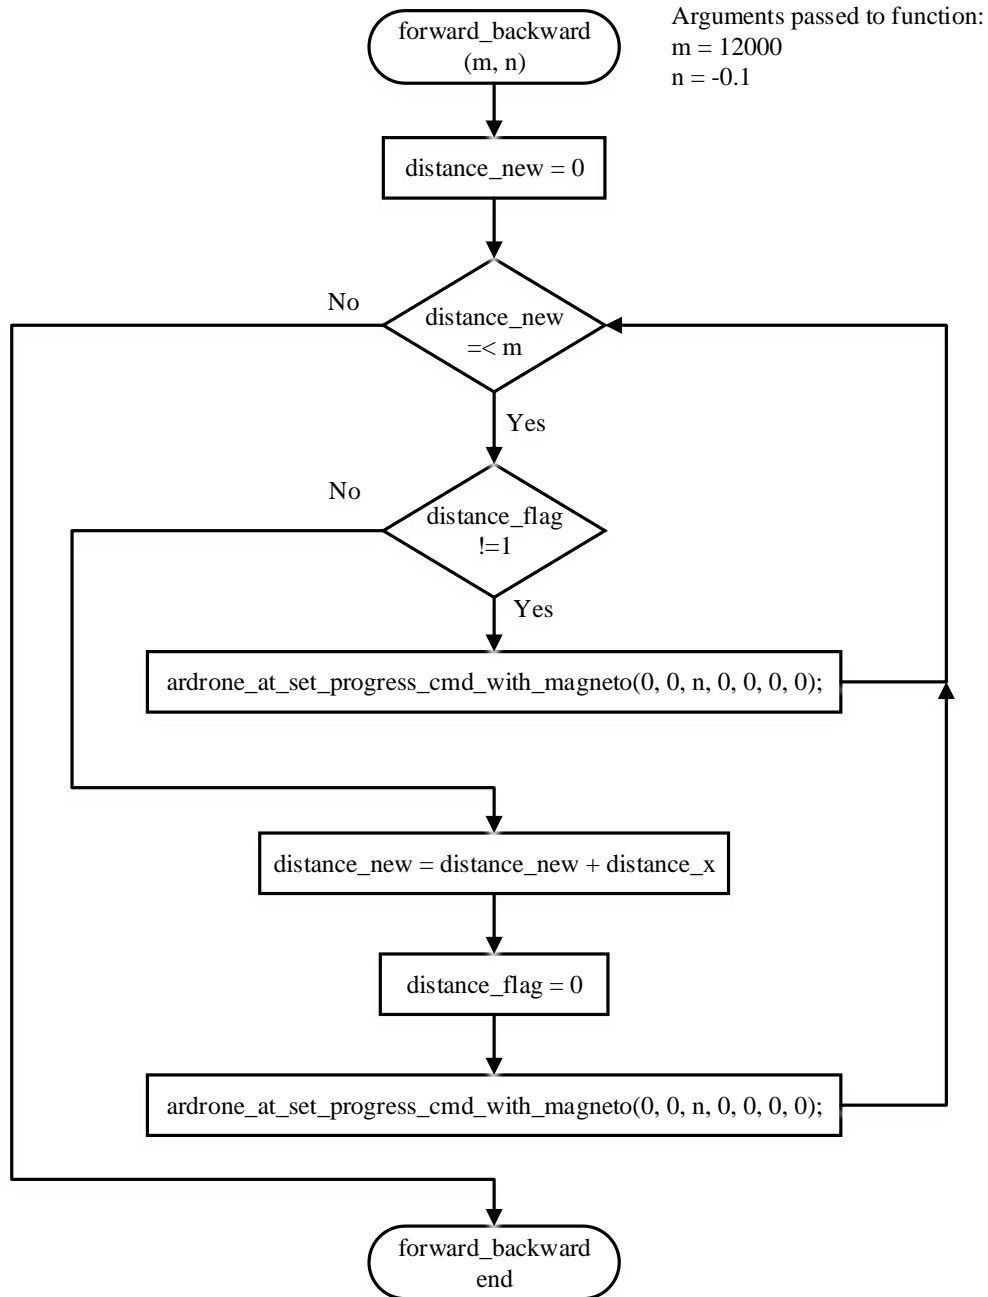 forward_backward
(m, n)
Arguments passed to function:
m = 12000
n = -0.1
distance_new = 0
No
distance_new
=< m
Yes
No
distance_flag
!=1
Yes
ardrone_at_set_progress_cmd_with_magneto(0, 0, n, 0, 0, 0, 0);
distance_new = distance_new + distance_x
distance_flag = 0
ardrone_at_set_progress_cmd_with_magneto(0, 0, n, 0, 0, 0, 0);
forward_backward
end